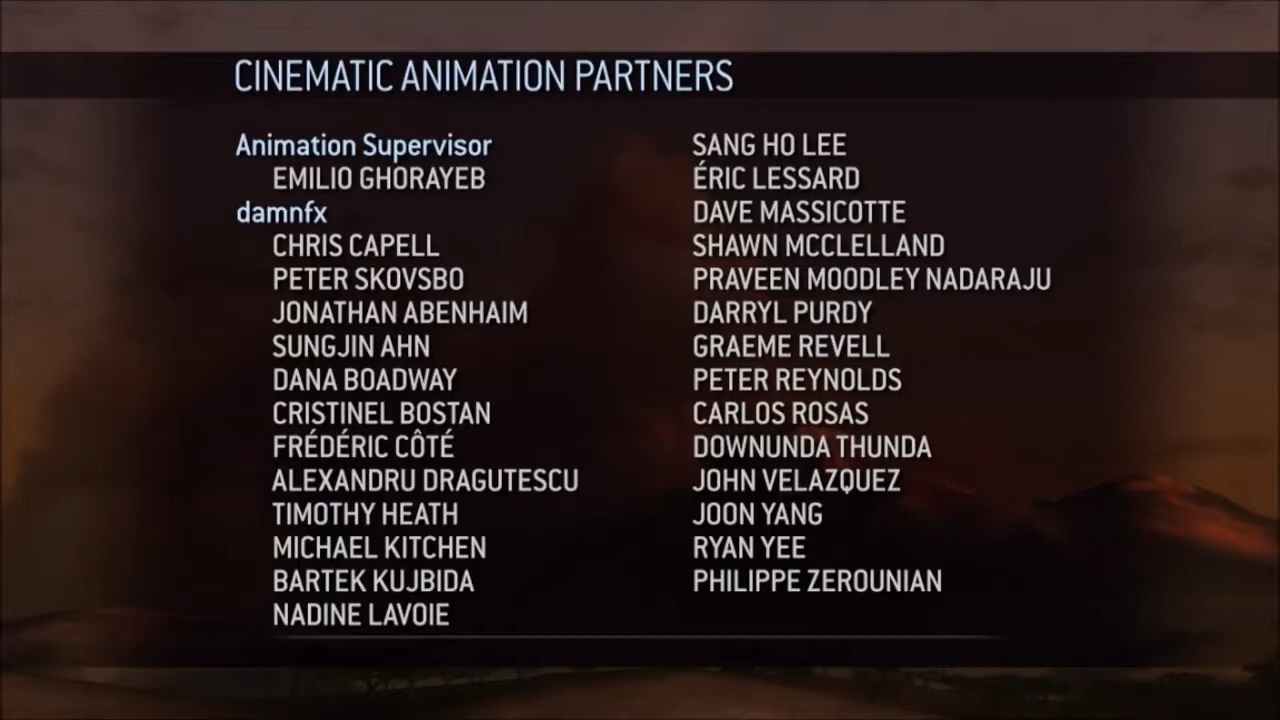 CINEMATIC ANIMATION PARTNERS
Animation Supervisor
EMILIO GHORAYEB
damnfx
CHRIS CAPELL
PETER SKOVSBO
JONATHAN ABENHAIM
SUNGJIN AHN
DANA BOADWAY
CRISTINEL BOSTAN
FRÉDÉRIC CÔTÉ
ALEXANDRU DRAGUTESCU
TIMOTHY HEATH
MICHAEL KITCHEN
BARTEK KUJBIDA
NADINE LAVOIE
SANG HO LEE
ÉRIC LESSARD
DAVE MASSICOTTE
SHAWN MCCLELLAND
PRAVEEN MOODLEY NADARAJU
DARRYL PURDY
GRAEME REVELL
PETER REYNOLDS
CARLOS ROSAS
DOWNUNDA THUNDA
JOHN VELAZQUEZ
JOON YANG
RYAN YEE
PHILIPPE ZEROUNIAN